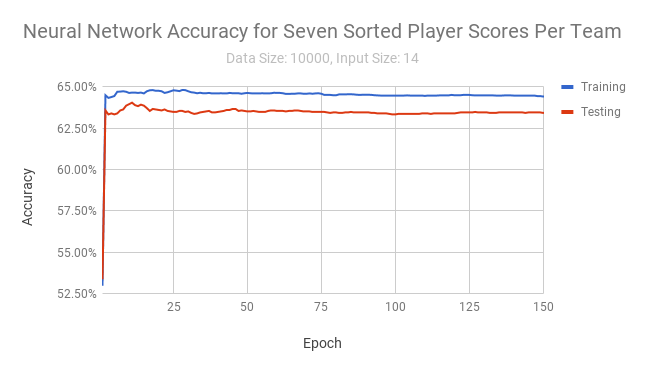 Neural Network Accuracy for Seven Sorted Player Scores Per Team
Data Size: 10000, Input Size: 14
65.00%
62.50%
60.00%
57.50%
55.00%
52.50%
Accuracy
25
50
75
100
125
150
Epoch
Training
Testing